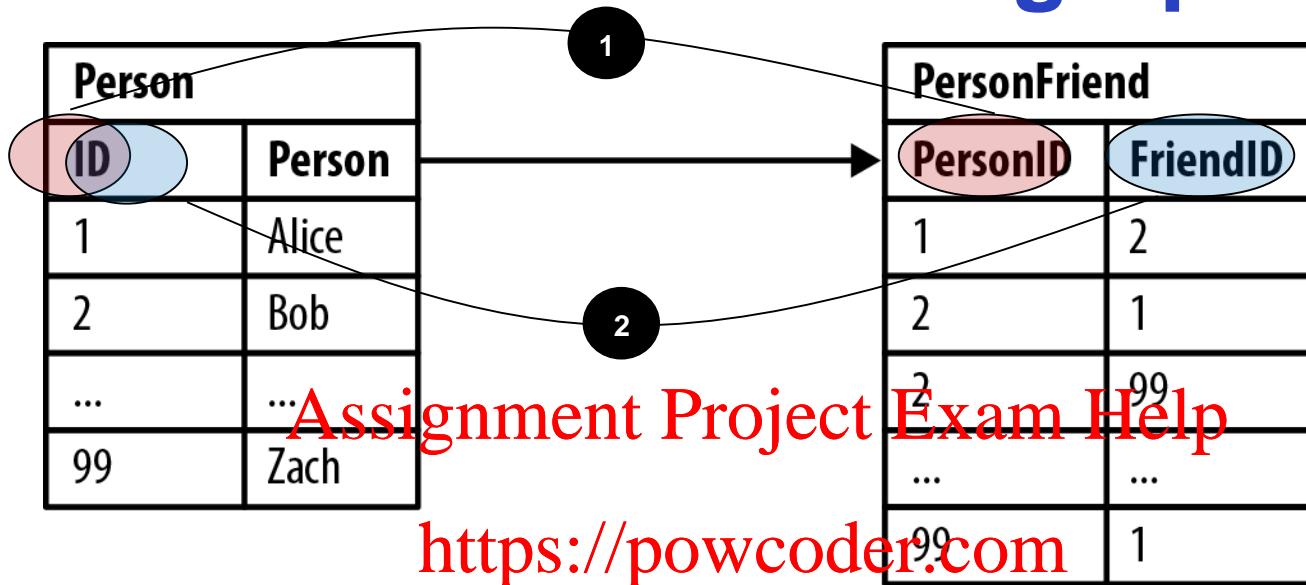 1
Person
PersonFriend
ID Person
PersonID FriendID
1 Alice
1 2
2 Bob
2 1
2
... ...
2 99
Assignment Project Exam Help
99 Zach
... ...
https://powcoder.com
99 1